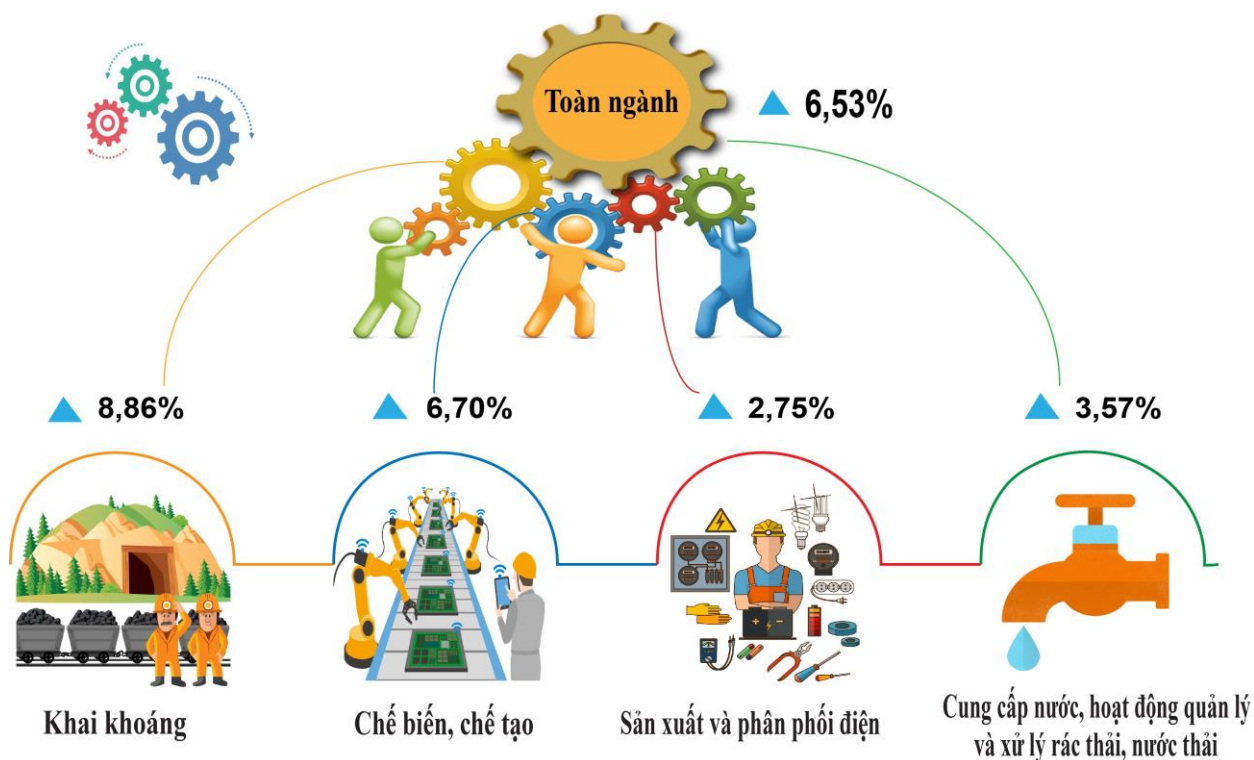 Toàn ngành
6,53%
8,86%
6,70%
2,75%
3,57%
Khai khoáng
Chế biến, chế tạo
Sản xuất và phân phối điện
Cung cấp nước, hoạt động quản lý
và xử lý rác thải, nước thải